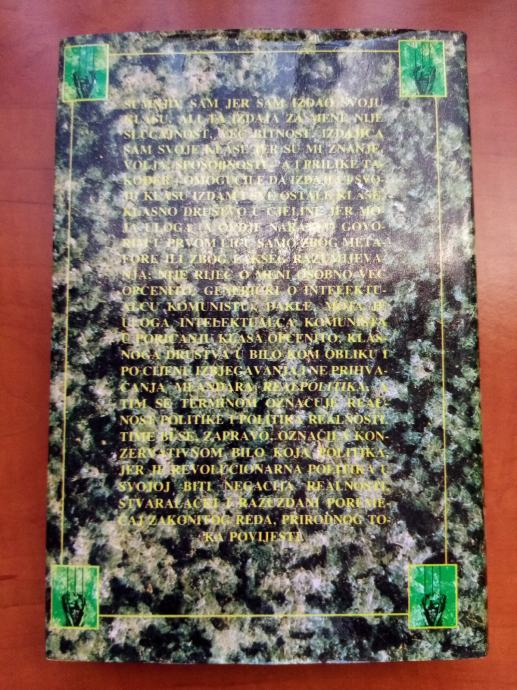 SUMNJIV SAM JER SAM IZDAO SVOJU
KLASU. ALI TA IZDAJA ZA MENE NIJE
SLUČAJNOST, VEĆ BITNOST. IZDAJICA
SAM SVOJE KLASE JER SU MI ZNANJE,
VOLJA, SPOSOBNOSTI – A I PRILIKE TA-
KOĐER – OMOGUĆILE DA IZDAJUĆI SVO-
JU KLASU IZDAM I SVE OSTALE KLASE,
KLASNO DRUŠTVO U CJELINI. JER MO-
JA ULOGA (A OVDJE NARAVNO GOVO-
RIM U PRVOM LICU SAMO ZBOG META-
FORE ILI ZBOG LAKŠEG RAZUMIJEVA-
NJA: NIJE RIJEČ O MENI OSOBNO VEĆ
OPĆENITO, GENERIČKI O INTELEKTU-
ALCU KOMUNISTU), DAKLE, MOJA JE
ULOGA, INTELEKTUALCA, KOMUNISTA
U PORICANJU KLASA OPĆENITO, KLAS-
NOGA DRUŠTVA U BILO KOM OBLIKU I
PO CIJENI IZBJEGAVANJA I NE PRIHVA-
ĆANJA MEANDARA REALPOLITIKA, A
TIM SE TERMINOM OZNAČUJE REAL-
NOST POLITIKE I POLITIKA REALNOSTI.
TIME BI SE, ZAPRAVO, OZNAČILA KON-
ZERVATIVNOM BILO KOJA POLITIKA,
JER JE REVOLUCIONARNA POLITIKA U
SVOJOJ BITI NEGACIJA REALNOSTI,
STVARALAČKI I RAZUZDANI POREME-
ĆAJ ZAKONITOG REDA, PRIRODNOG TO-
KA POVIJESTI.